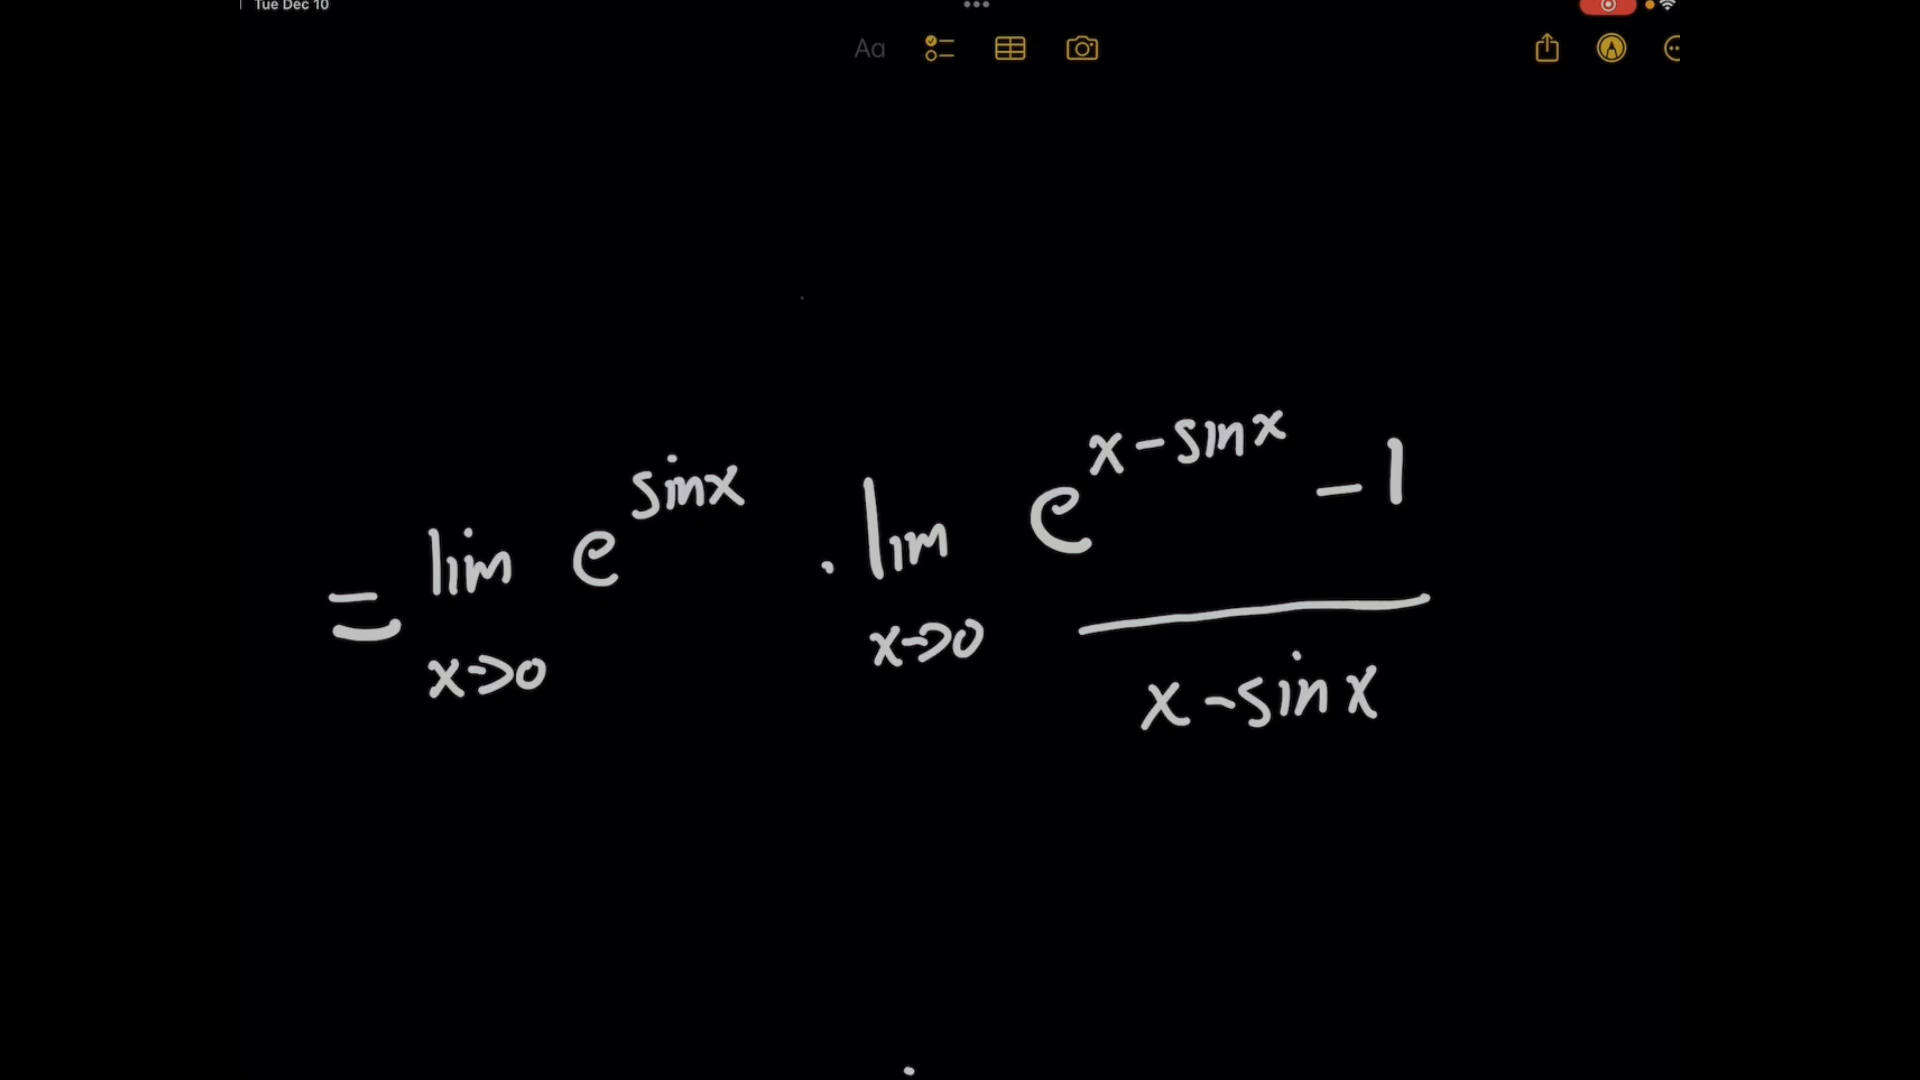 Tue Dec 10
Aa
= lim e^sinx · lim e^x-sinx - 1
x->0 x->0 x-sinx